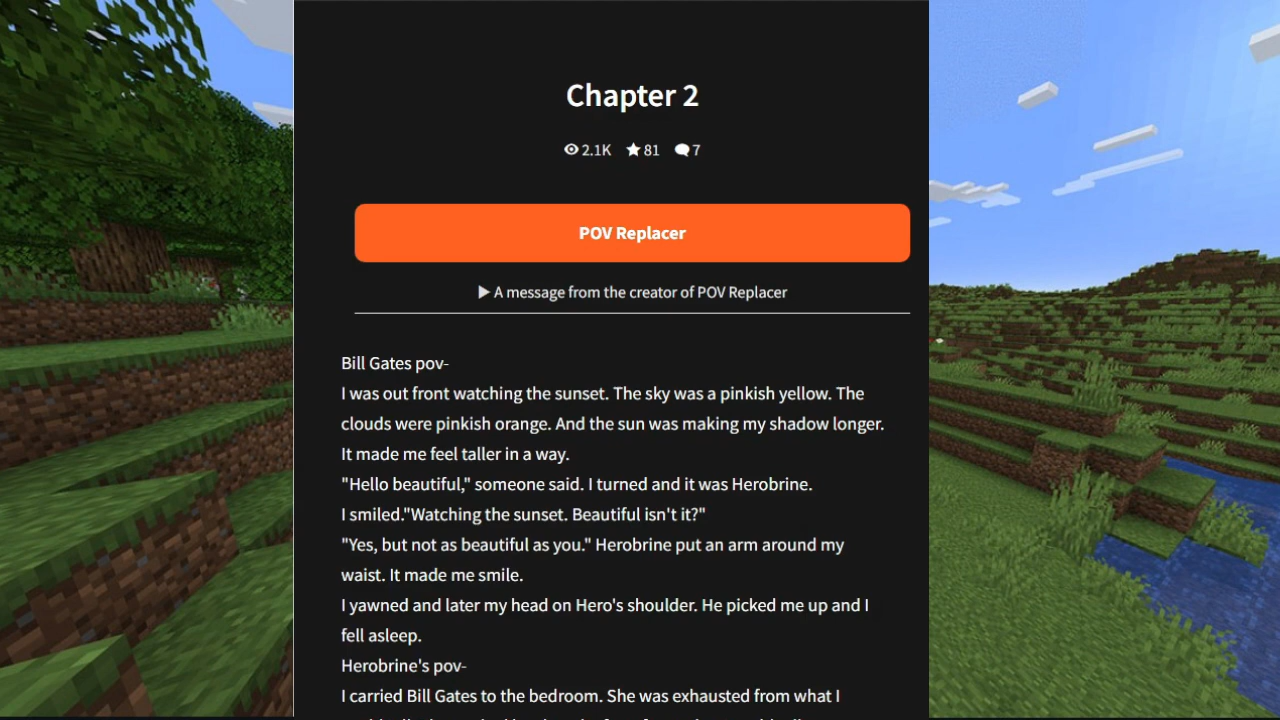 Chapter 2
2.1K 81 7
POV Replacer
▶ A message from the creator of POV Replacer
Bill Gates pov-
I was out front watching the sunset. The sky was a pinkish yellow. The
clouds were pinkish orange. And the sun was making my shadow longer.
It made me feel taller in a way.
"Hello beautiful," someone said. I turned and it was Herobrine.
I smiled."Watching the sunset. Beautiful isn't it?"
"Yes, but not as beautiful as you." Herobrine put an arm around my
waist. It made me smile.
I yawned and later my head on Hero's shoulder. He picked me up and I
fell asleep.
Herobrine's pov-
I carried Bill Gates to the bedroom. She was exhausted from what I